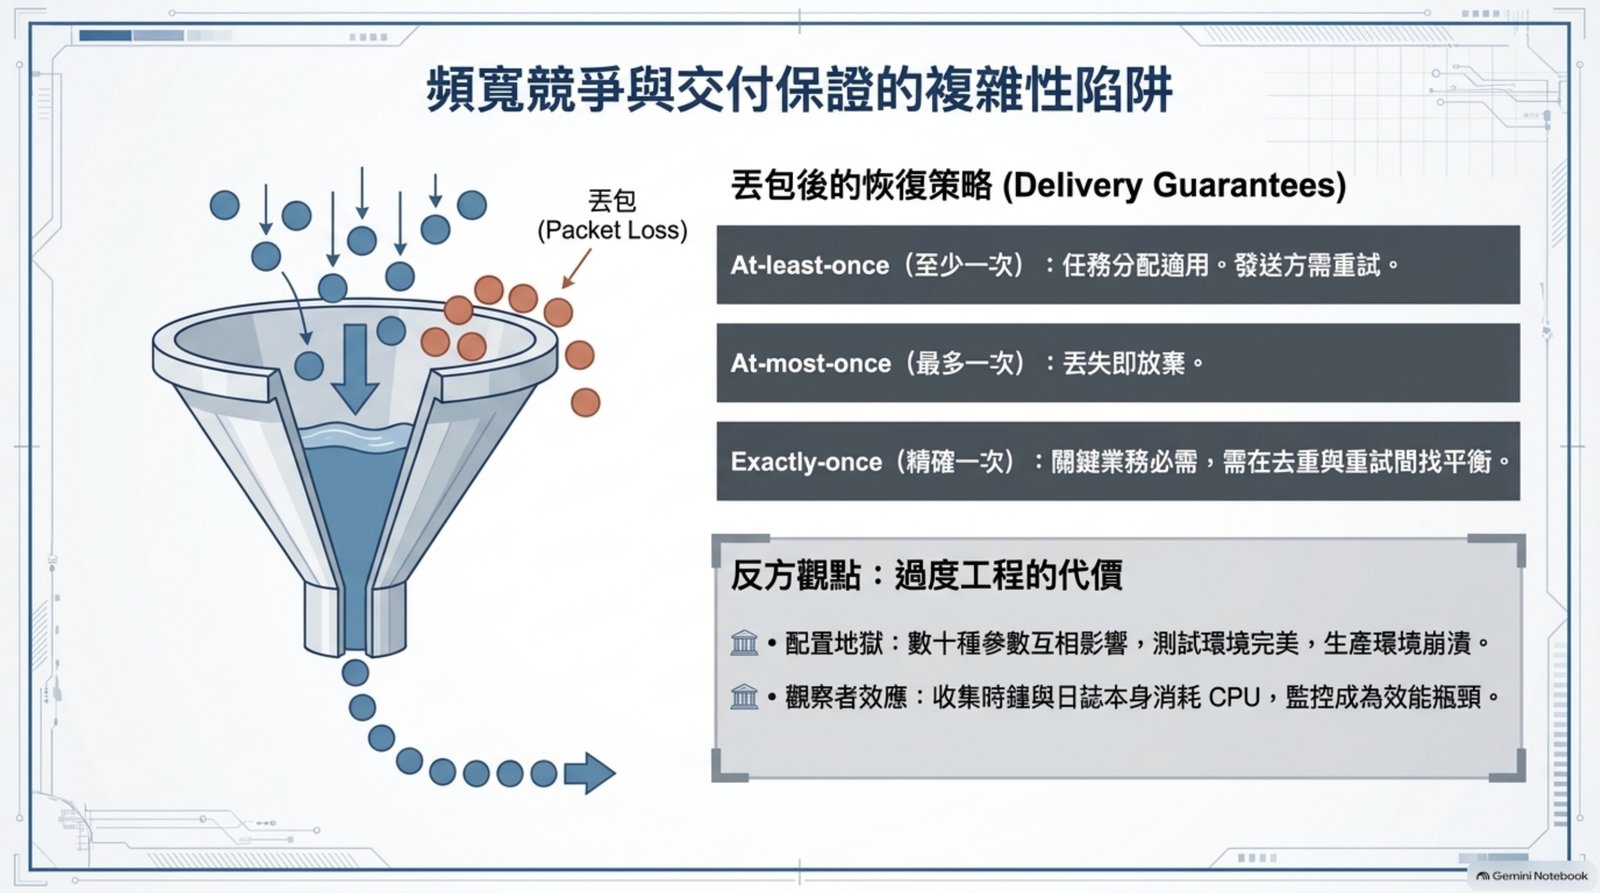 頻寬競爭與交付保證的複雜性陷阱
丟包
(Packet Loss)
丟包後的恢復策略 (Delivery Guarantees)
At-least-once（至少一次）：任務分配適用。發送方需重試。
At-most-once（最多一次）：丟失即放棄。
Exactly-once（精確一次）：關鍵業務必需，需在去重與重試間找平衡。
反方觀點：過度工程的代價
• 配置地獄：數十種參數互相影響，測試環境完美，生產環境崩潰。
• 觀察者效應：收集時鐘與日誌本身消耗 CPU，監控成為效能瓶頸。
Gemini Notebook